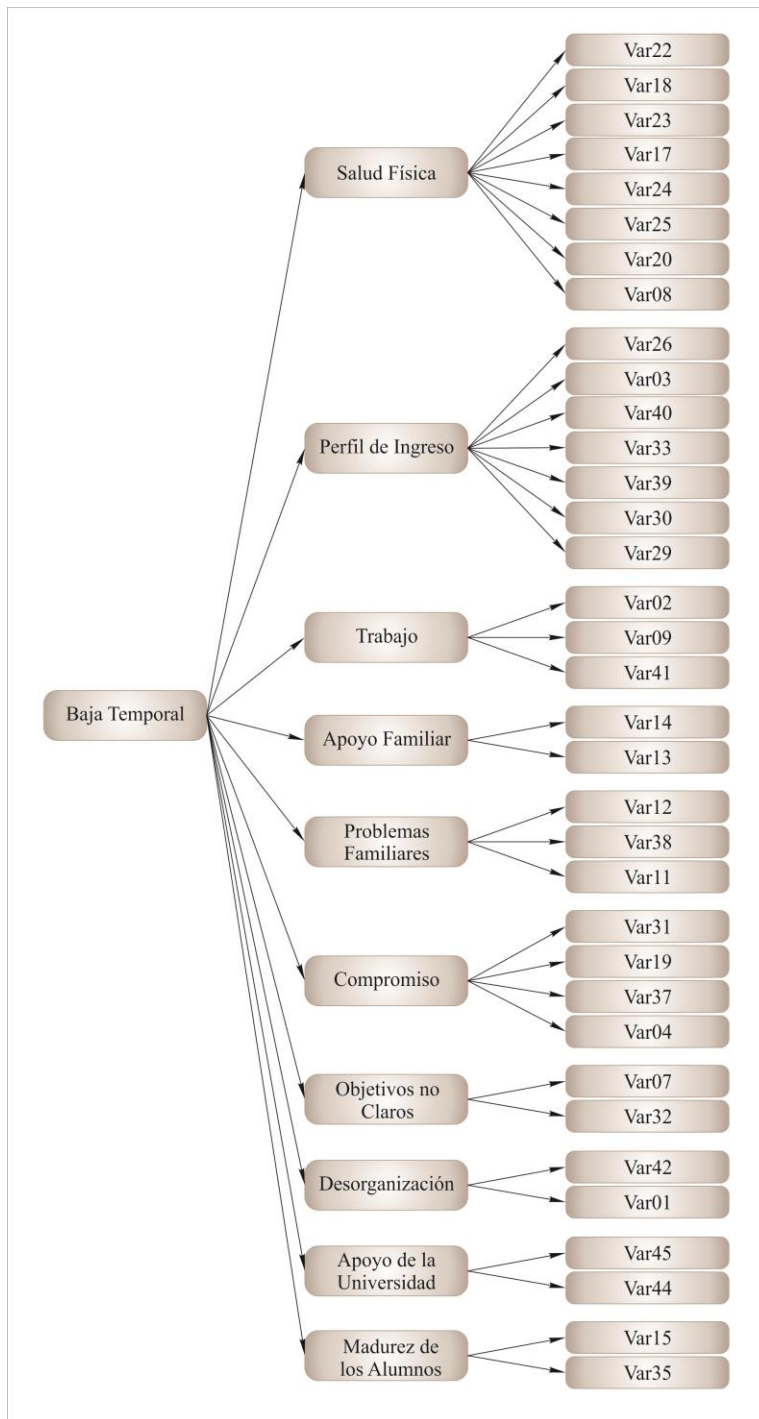 Baja Temporal
Salud Física
Var22
Var18
Var23
Var17
Var24
Var25
Var20
Var08
Perfil de Ingreso
Var26
Var03
Var40
Var33
Var39
Var30
Var29
Trabajo
Var02
Var09
Var41
Apoyo Familiar
Var14
Var13
Problemas
Familiares
Var12
Var38
Var11
Compromiso
Var31
Var19
Var37
Var04
Objetivos no
Claros
Var07
Var32
Desorganización
Var42
Var01
Apoyo de la
Universidad
Var45
Var44
Madurez de
los Alumnos
Var15
Var35